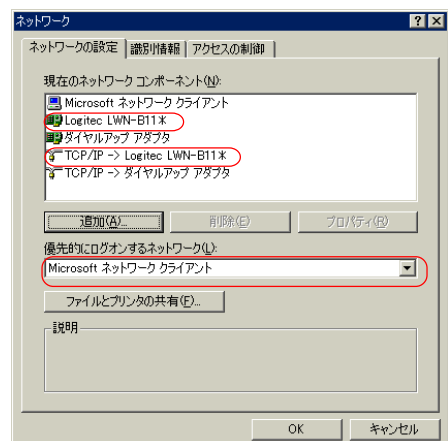 ネットワーク
ネットワークの設定 識別情報 アクセスの制御
現在のネットワーク コンポーネント(N):
Microsoft ネットワーク クライアント
Logitec LWN-B11*
ダイヤルアップ アダプタ
TCP/IP -> Logitec LWN-B11*
TCP/IP -> ダイヤルアップ アダプタ
追加(A)... 削除(E) プロパティ(R)
優先的にログオンするネットワーク(L):
Microsoft ネットワーク クライアント
ファイルとプリンタの共有(F)...
説明
OK キャンセル